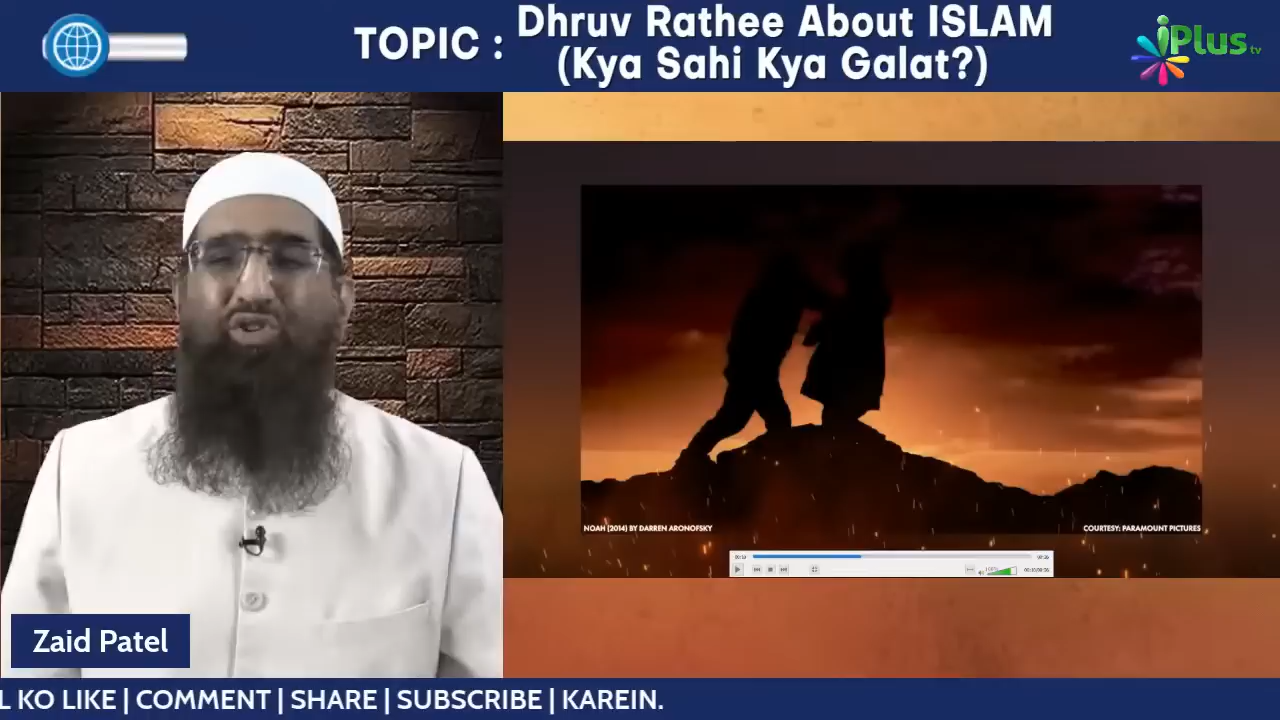 TOPIC :
Dhruv Rathee About ISLAM
(Kya Sahi Kya Galat?)
iPlus tv
NOAH (2014) BY DARREN ARONOFSKY
COURTESY: PARAMOUNT PICTURES
Zaid Patel
L KO LIKE | COMMENT | SHARE | SUBSCRIBE | KAREIN.